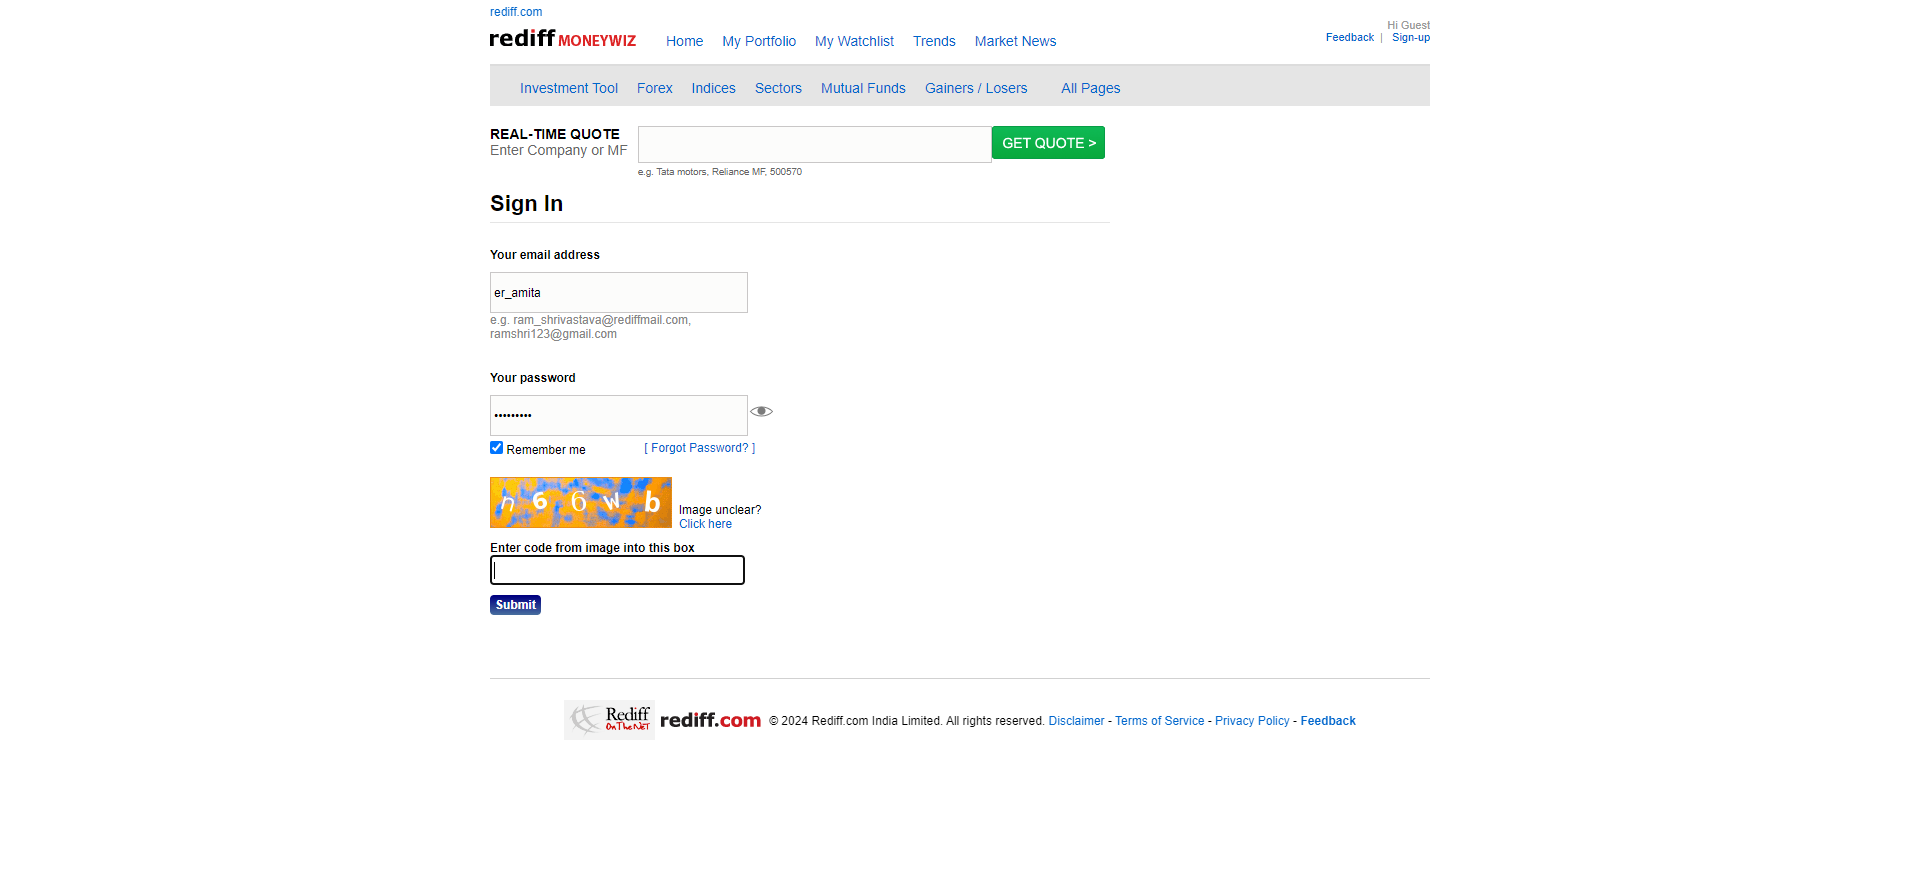 rediff.com
rediff MONEYWIZ
Home My Portfolio My Watchlist Trends Market News
Hi Guest
Feedback | Sign-up
Investment Tool Forex Indices Sectors Mutual Funds Gainers / Losers All Pages
REAL-TIME QUOTE
Enter Company or MF
GET QUOTE >
e.g. Tata motors, Reliance MF, 500570
Sign In
Your email address
er_amita
e.g. ram_shrivastava@rediffmail.com,
ramshri123@gmail.com
Your password
•••••••••
Remember me [ Forgot Password? ]
Image unclear?
Click here
Enter code from image into this box
Submit
Rediff
On The NET
rediff.com © 2024 Rediff.com India Limited. All rights reserved. Disclaimer - Terms of Service - Privacy Policy - Feedback